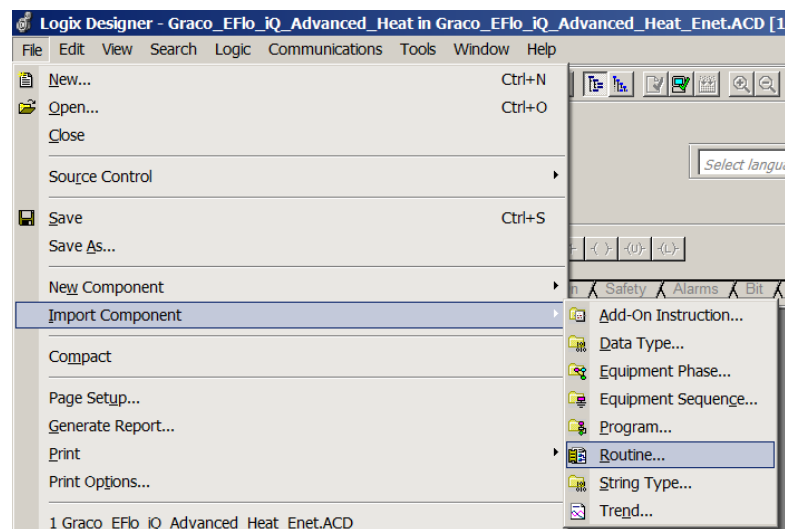 Logix Designer - Graco_EFlo_iQ_Advanced_Heat in Graco_EFlo_iQ_Advanced_Heat_Enet.ACD [1
File Edit View Search Logic Communications Tools Window Help
New... Ctrl+N
Open... Ctrl+O
Close
Select langua
Source Control
Save Ctrl+S
Save As...
-(U)- -(L)-
New Component
Safety Alarms Bit
Import Component
Add-On Instruction...
Data Type...
Compact
Equipment Phase...
Page Setup...
Equipment Sequence...
Generate Report...
Program...
Print
Routine...
Print Options...
String Type...
Trend...
1 Graco_EFlo_iQ_Advanced_Heat_Enet.ACD